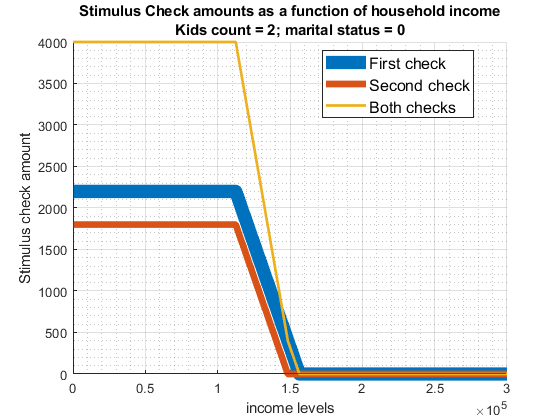 Stimulus Check amounts as a function of household income
Kids count = 2; marital status = 0
4000
3500
3000
2500
2000
1500
1000
500
0
Stimulus check amount
First check
Second check
Both checks
0 0.5 1 1.5 2 2.5 3
income levels
×10^5